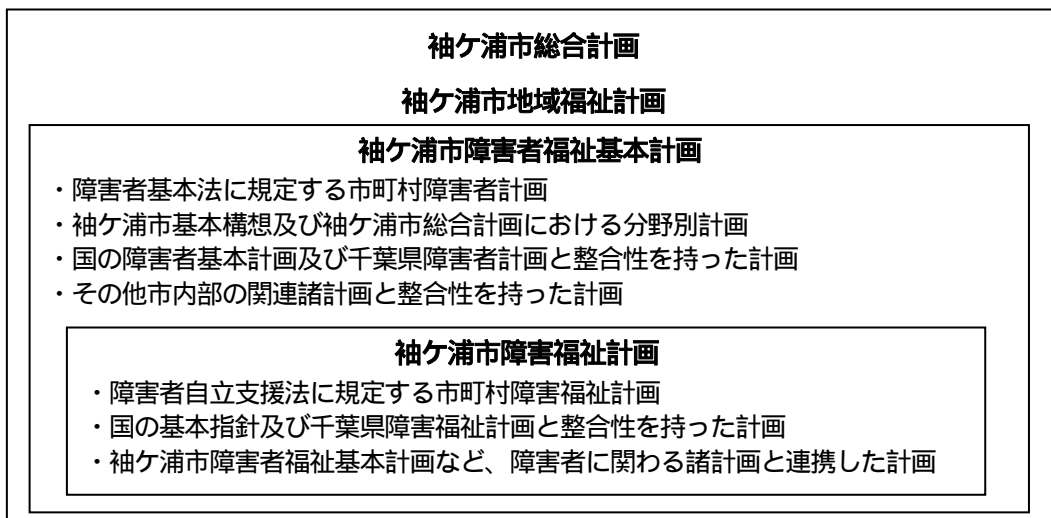 袖ケ浦市総合計画
袖ケ浦市地域福祉計画
袖ケ浦市障害者福祉基本計画
・障害者基本法に規定する市町村障害者計画
・袖ケ浦市基本構想及び袖ケ浦市総合計画における分野別計画
・国の障害者基本計画及び千葉県障害者計画と整合性を持った計画
・その他市内部の関連諸計画と整合性を持った計画
袖ケ浦市障害福祉計画
・障害者自立支援法に規定する市町村障害福祉計画
・国の基本指針及び千葉県障害福祉計画と整合性を持った計画
・袖ケ浦市障害者福祉基本計画など、障害者に関わる諸計画と連携した計画